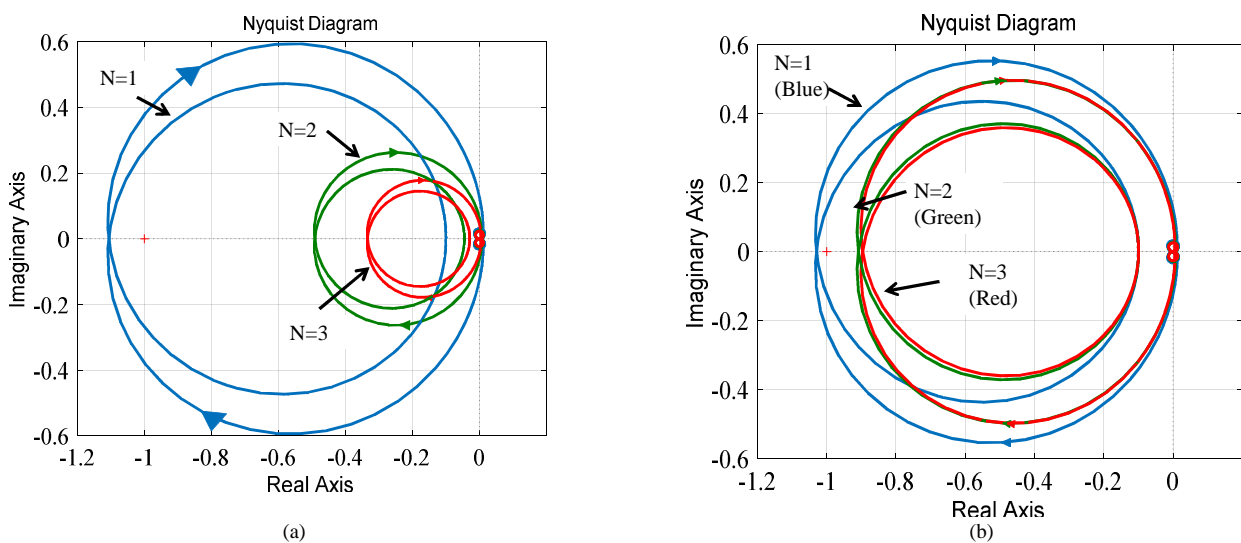 Nyquist Diagram
0.6
0.4
0.2
0
-0.2
-0.4
-0.6
Imaginary Axis
N=1
N=2
N=3
-1.2 -1 -0.8 -0.6 -0.4 -0.2 0
Real Axis
(a)
Nyquist Diagram
0.6
0.4
0.2
0
-0.2
-0.4
-0.6
Imaginary Axis
N=1
(Blue)
N=2
(Green)
N=3
(Red)
-1.2 -1 -0.8 -0.6 -0.4 -0.2 0
Real Axis
(b)